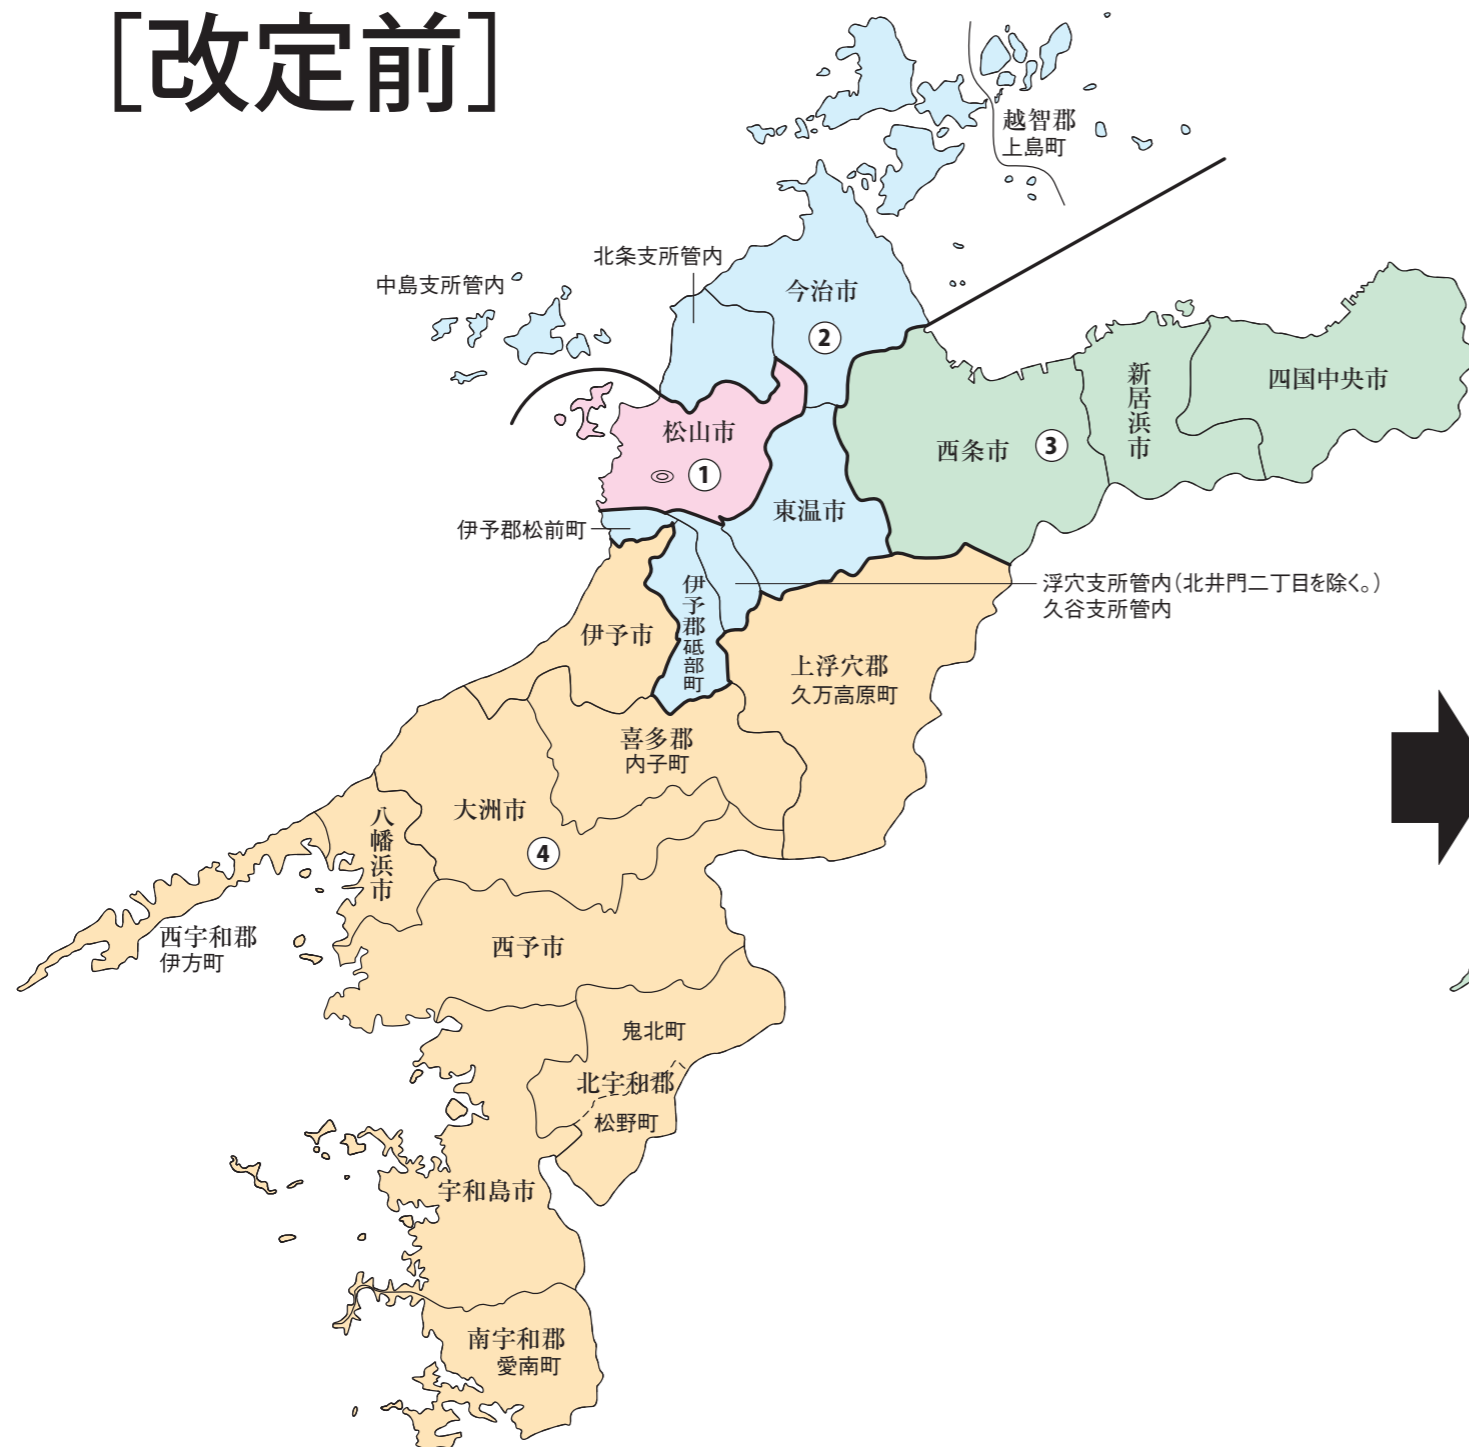 [改定前]
越智郡
上島町
北条支所管内
中島支所管内
今治市
②
新居浜市
四国中央市
松山市
①
西条市
③
東温市
伊予郡松前町
伊予郡砥部町
浮穴支所管内(北井門二丁目を除く。)
久谷支所管内
伊予市
上浮穴郡
久万高原町
喜多郡
内子町
大洲市
④
八幡浜市
西宇和郡
伊方町
西予市
鬼北町
北宇和郡
松野町
宇和島市
南宇和郡
愛南町